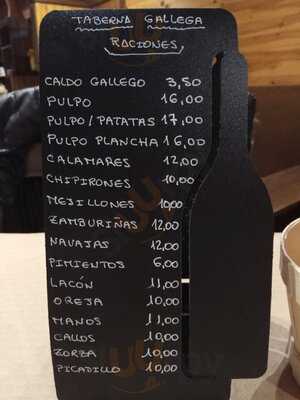 TABERNA GALLEGA
RACIONES
CALDO GALLEGO 3,50
PULPO 16,00
PULPO/PATATAS 17,00
PULPO PLANCHA 16,00
CALAMARES 12,00
CHIPIRONES 10,00
MEJILLONES 10,00
ZAMBURIÑAS 12,00
NAVAJAS 12,00
PIMIENTOS 6,00
LACÓN 11,00
OREJA 10,00
MANOS 11,00
CALLOS 10,00
ZORZA 10,00
PICADILLO 10,00